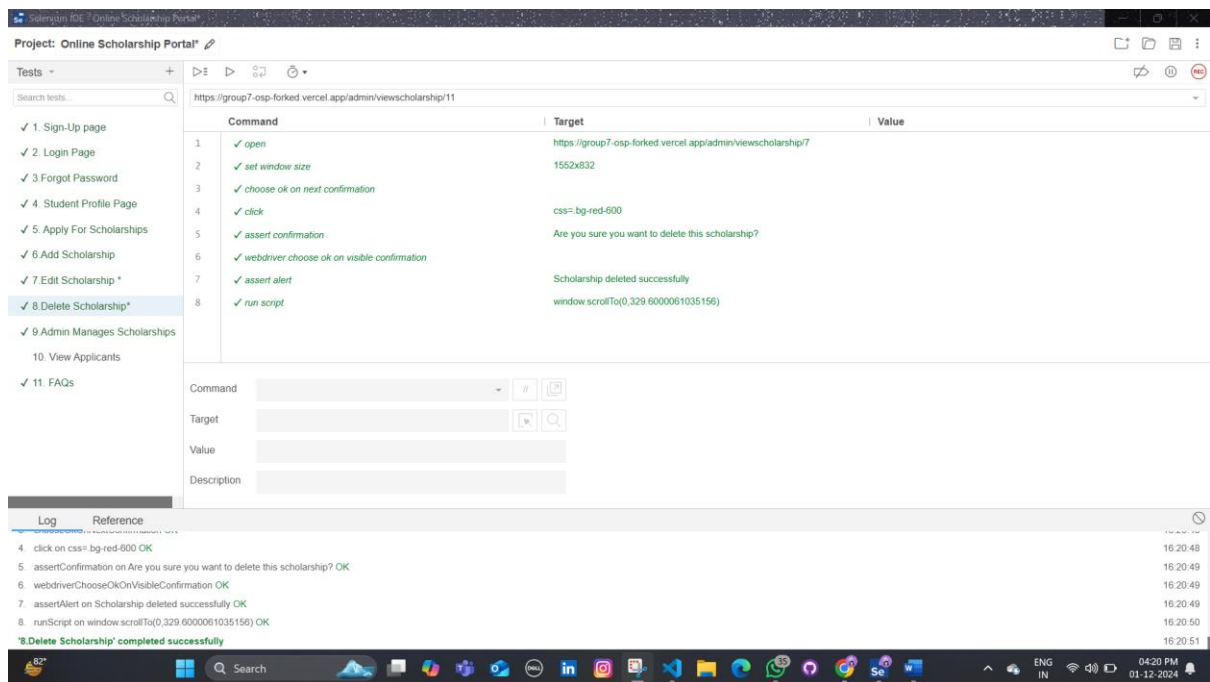 Selenium IDE - Online Scholarship Portal*
Project: Online Scholarship Portal*
Tests
Search tests...
https://group7-osp-forked.vercel.app/admin/viewscholarship/11
✓ 1. Sign-Up page
✓ 2. Login Page
✓ 3.Forgot Password
✓ 4. Student Profile Page
✓ 5. Apply For Scholarships
✓ 6.Add Scholarship
✓ 7.Edit Scholarship *
✓ 8.Delete Scholarship*
✓ 9.Admin Manages Scholarships
10. View Applicants
✓ 11. FAQs
REC
Command Target Value
1 ✓ open https://group7-osp-forked.vercel.app/admin/viewscholarship/7
2 ✓ set window size 1552x832
3 ✓ choose ok on next confirmation
4 ✓ click css=.bg-red-600
5 ✓ assert confirmation Are you sure you want to delete this scholarship?
6 ✓ webdriver choose ok on visible confirmation
7 ✓ assert alert Scholarship deleted successfully
8 ✓ run script window.scrollTo(0,329.6000061035156)
Command //
Target
Value
Description
Log Reference
4. click on css=.bg-red-600 OK 16:20:48
5. assertConfirmation on Are you sure you want to delete this scholarship? OK 16:20:49
6. webdriverChooseOkOnVisibleConfirmation OK 16:20:49
7. assertAlert on Scholarship deleted successfully OK 16:20:49
8. runScript on window.scrollTo(0,329.6000061035156) OK 16:20:50
'8.Delete Scholarship' completed successfully 16:20:51
82°
Search
35
ENG
IN
04:20 PM
01-12-2024